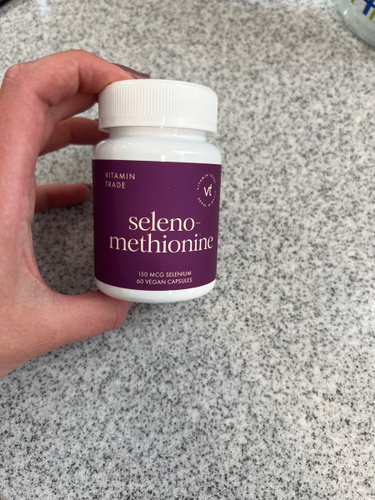 VITAMIN
TRADE
vt
seleno-
methionine
150 MCG SELENIUM
60 VEGAN CAPSULES